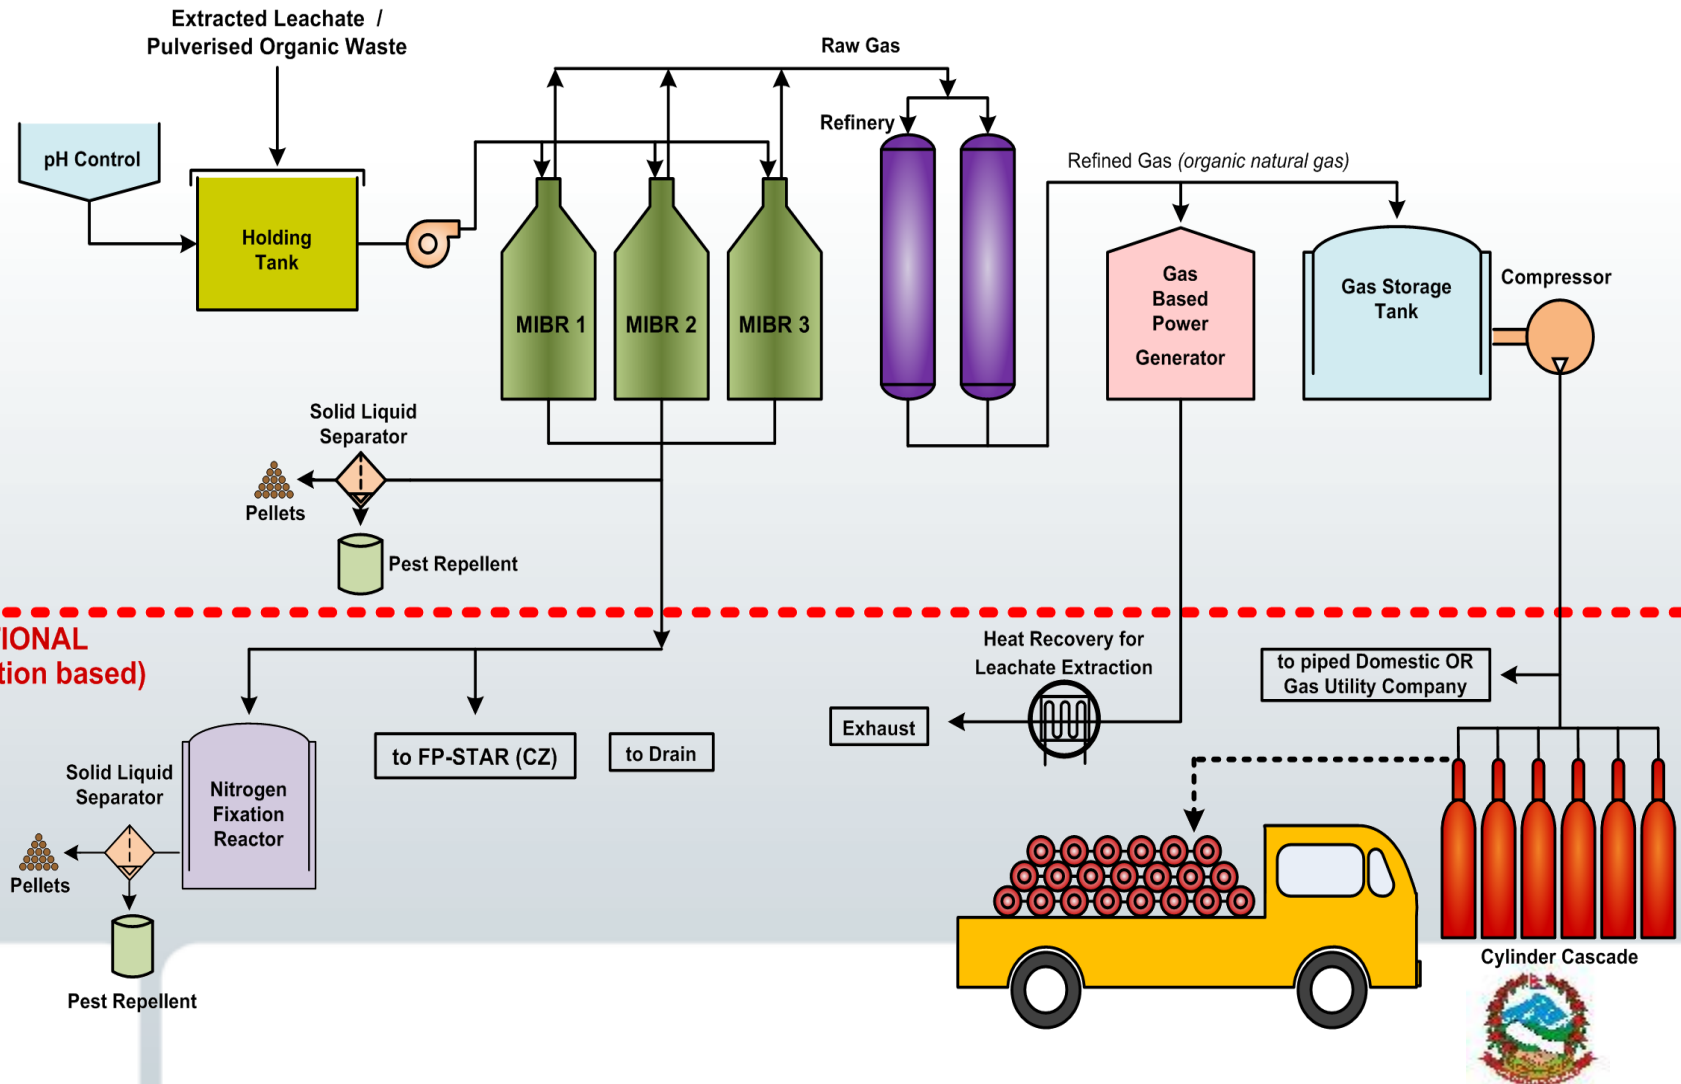 Extracted Leachate /
Pulverised Organic Waste
Raw Gas
Refinery
pH Control
Refined Gas (organic natural gas)
Holding
Tank
Gas
Based
Power
Generator
Gas Storage
Tank
Compressor
MIBR 1
MIBR 2
MIBR 3
Solid Liquid
Separator
Pellets
Pest Repellent
TIONAL
tion based)
Heat Recovery for
Leachate Extraction
to piped Domestic OR
Gas Utility Company
Exhaust
to FP-STAR (CZ)
to Drain
Solid Liquid
Separator
Nitrogen
Fixation
Reactor
Pellets
Pest Repellent
Cylinder Cascade